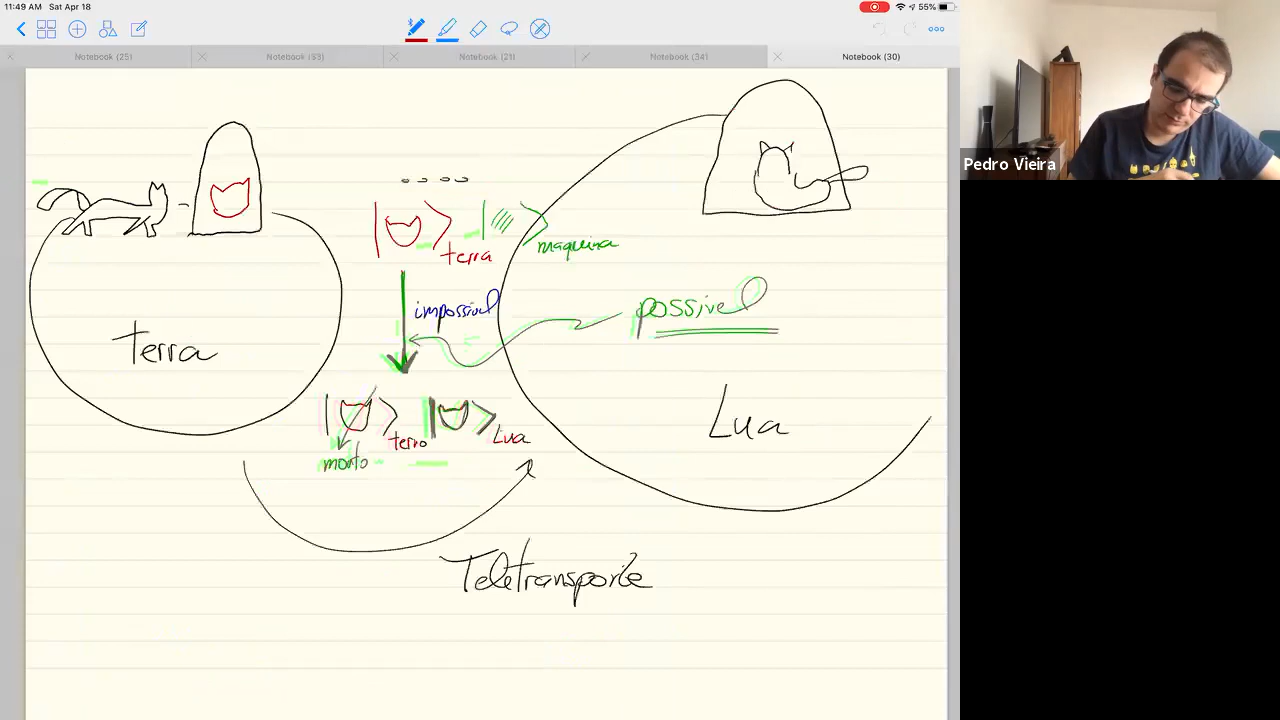 11:49 AM Sat Apr 18
55%
Notebook (25)
Notebook (53)
Notebook (21)
Notebook (34)
Notebook (30)
Pedro Vieira
terra
maquina
impossivel
possivel
terra
Lua
terra
Lua
morto
Teletransporte